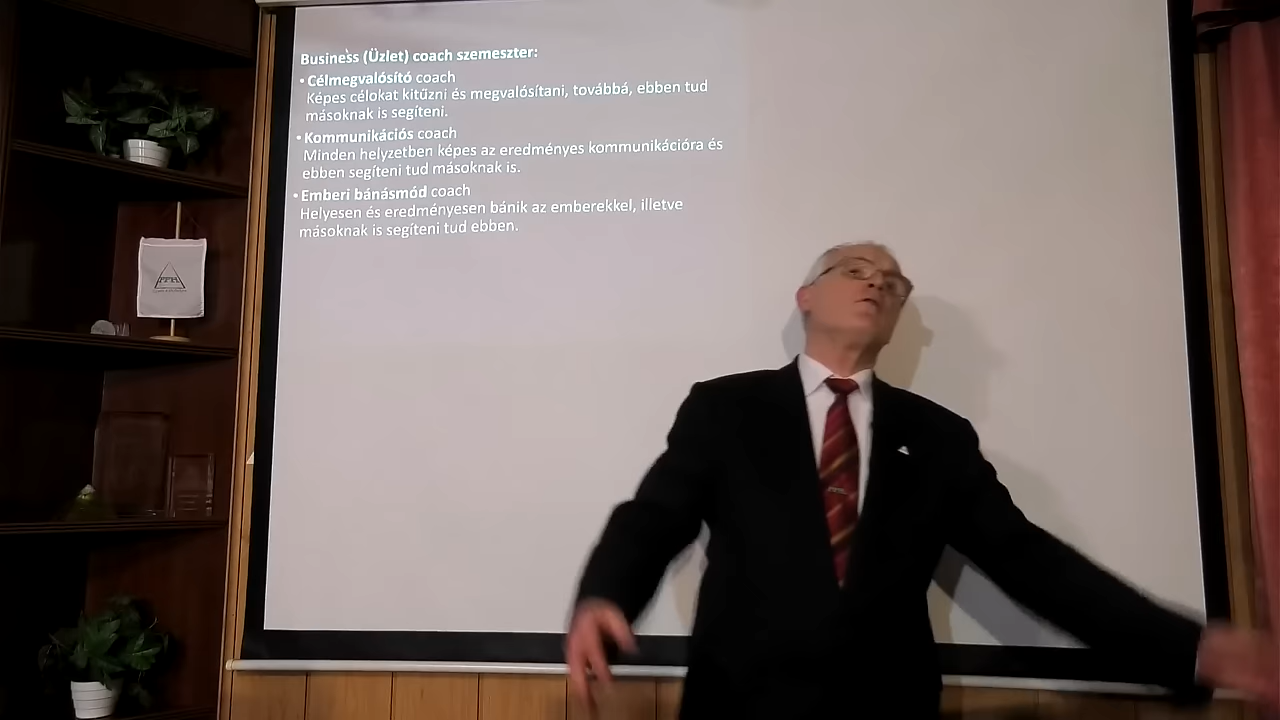 Business (Üzlet) coach szemeszter:
• Célmegvalósító coach
Képes célokat kitűzni és megvalósítani, továbbá, ebben tud
másoknak is segíteni.
• Kommunikációs coach
Minden helyzetben képes az eredményes kommunikációra és
ebben segíteni tud másoknak is.
• Emberi bánásmód coach
Helyesen és eredményesen bánik az emberekkel, illetve
másoknak is segíteni tud ebben.